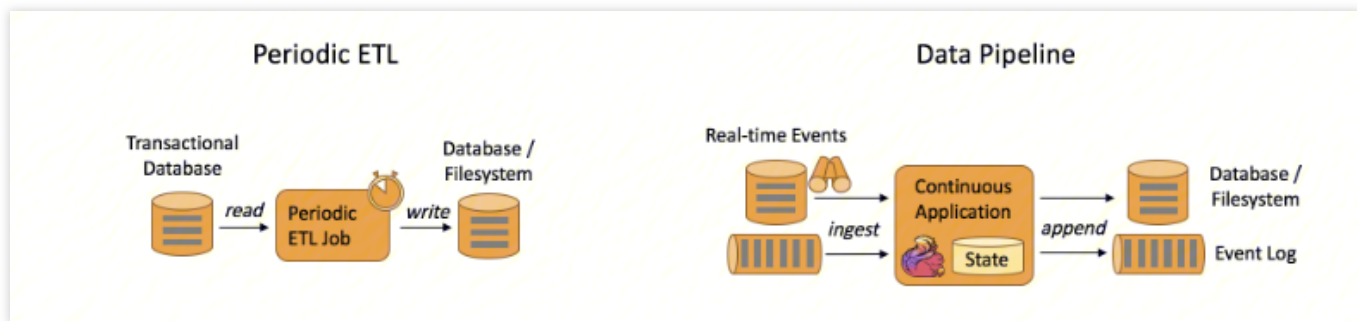 Periodic ETL
Transactional
Database
read
Periodic
ETL Job
write
Database /
Filesystem
Data Pipeline
Real-time Events
ingest
Continuous
Application
State
append
Database /
Filesystem
Event Log